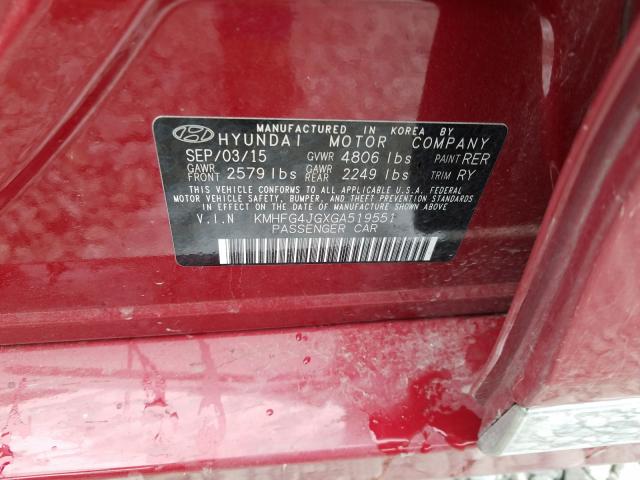 MANUFACTURED IN KOREA BY
HYUNDAI MOTOR COMPANY
SEP/03/15 GVWR 4806 lbs PAINT RER
GAWR FRONT 2579 lbs GAWR REAR 2249 lbs TRIM RY
THIS VEHICLE CONFORMS TO ALL APPLICABLE U.S.A. FEDERAL
MOTOR VEHICLE SAFETY, BUMPER, AND THEFT PREVENTION STANDARDS
IN EFFECT ON THE DATE OF MANUFACTURE SHOWN ABOVE.
V.I.N KMHFG4JGXGA519551
PASSENGER CAR